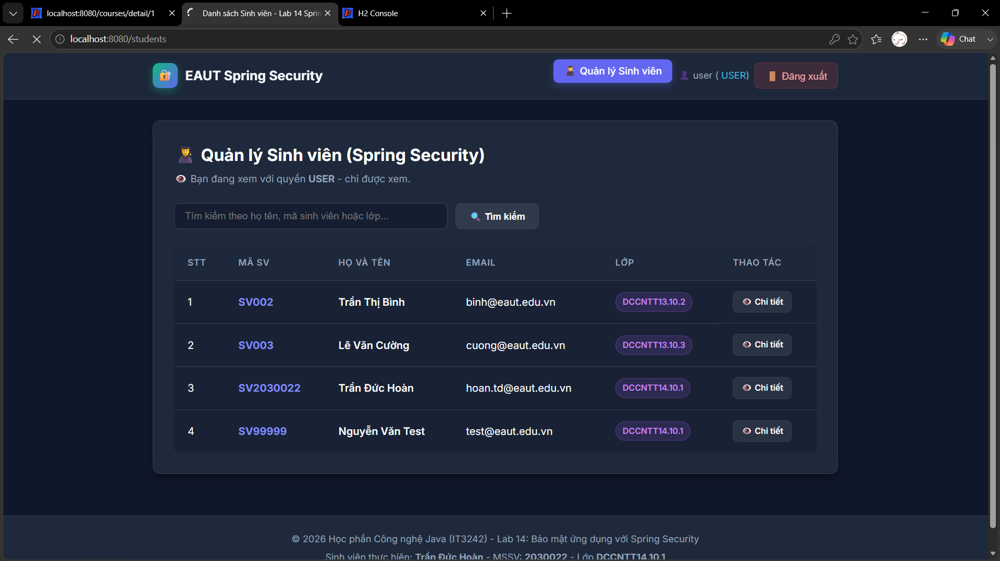 localhost:8080/courses/detail/1
Danh sách Sinh viên - Lab 14 Sprin
H2 Console
localhost:8080/students
Chat
EAUT Spring Security
Quản lý Sinh viên
user ( USER)
Đăng xuất
Quản lý Sinh viên (Spring Security)
Bạn đang xem với quyền USER - chỉ được xem.
Tìm kiếm theo họ tên, mã sinh viên hoặc lớp...
Tìm kiếm
STT MÃ SV HỌ VÀ TÊN EMAIL LỚP THAO TÁC
1 SV002 Trần Thị Bình binh@eaut.edu.vn DCCNTT13.10.2 Chi tiết
2 SV003 Lê Văn Cường cuong@eaut.edu.vn DCCNTT13.10.3 Chi tiết
3 SV2030022 Trần Đức Hoàn hoan.td@eaut.edu.vn DCCNTT14.10.1 Chi tiết
4 SV99999 Nguyễn Văn Test test@eaut.edu.vn DCCNTT14.10.1 Chi tiết
© 2026 Học phần Công nghệ Java (IT3242) - Lab 14: Bảo mật ứng dụng với Spring Security
Sinh viên thực hiện: Trần Đức Hoàn - MSSV: 2030022 - Lớp DCCNTT14.10.1